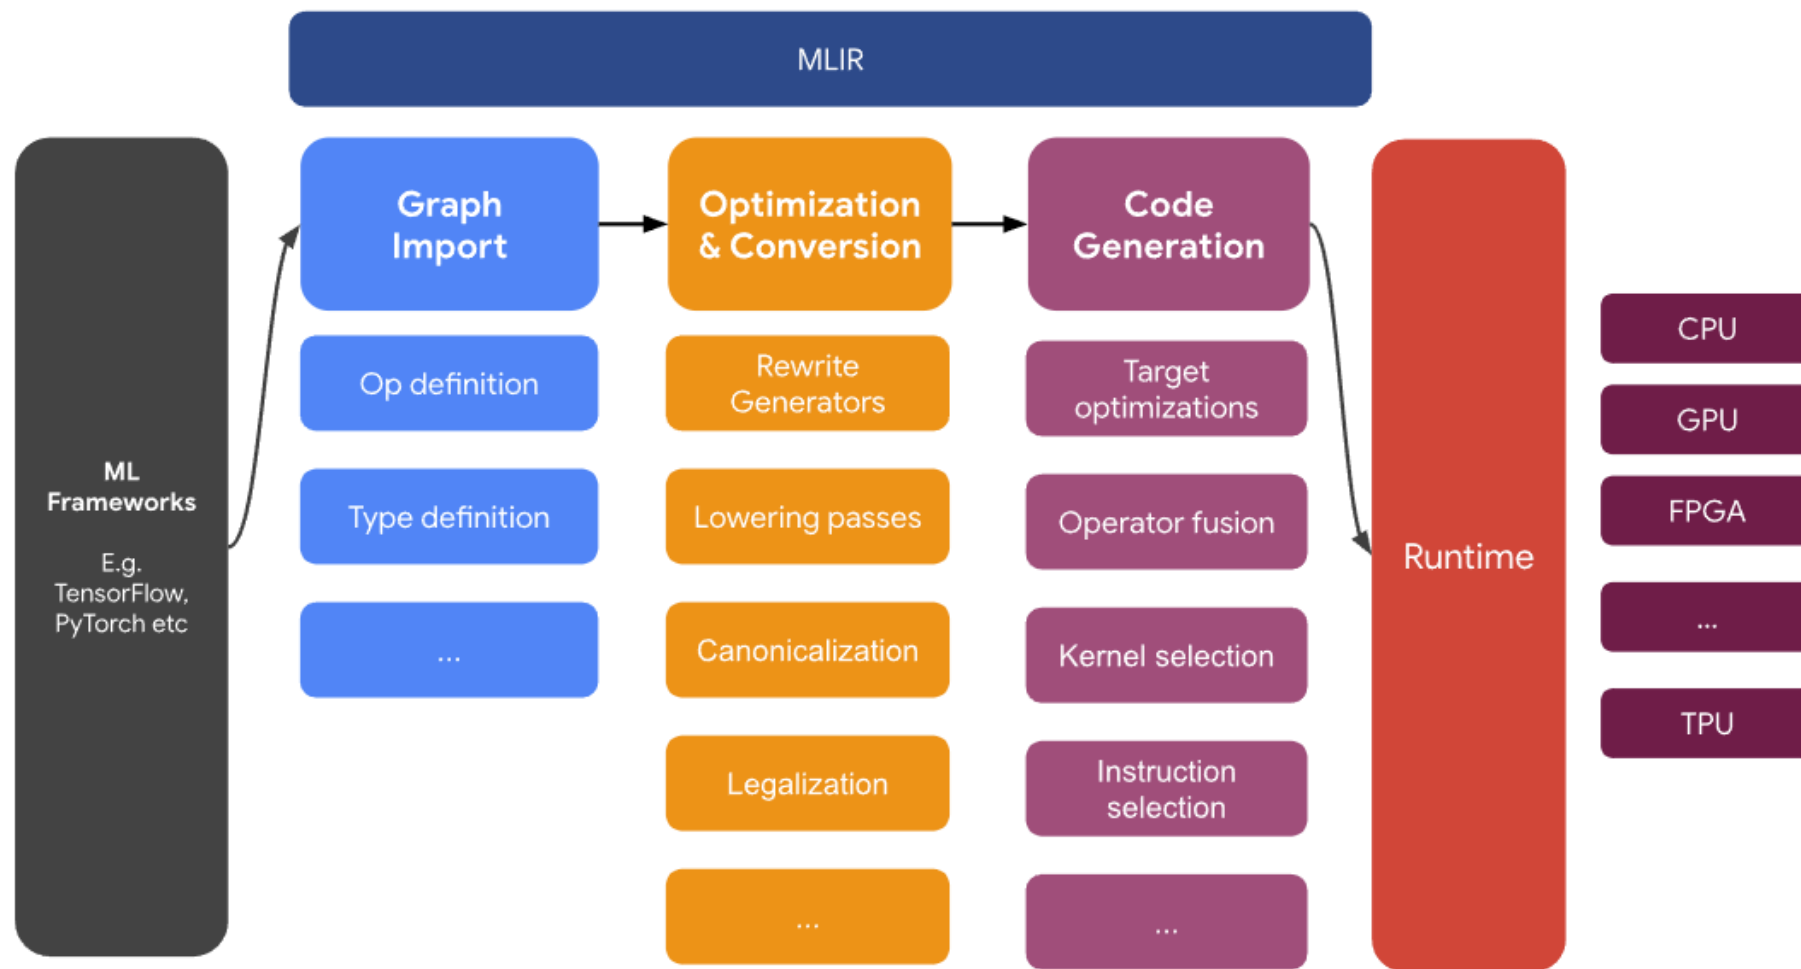 MLIR
ML
Frameworks
E.g.
TensorFlow,
PyTorch etc
Graph
Import
Op definition
Type definition
...
Optimization
& Conversion
Rewrite
Generators
Lowering passes
Canonicalization
Legalization
...
Code
Generation
Target
optimizations
Operator fusion
Kernel selection
Instruction
selection
...
Runtime
CPU
GPU
FPGA
...
TPU